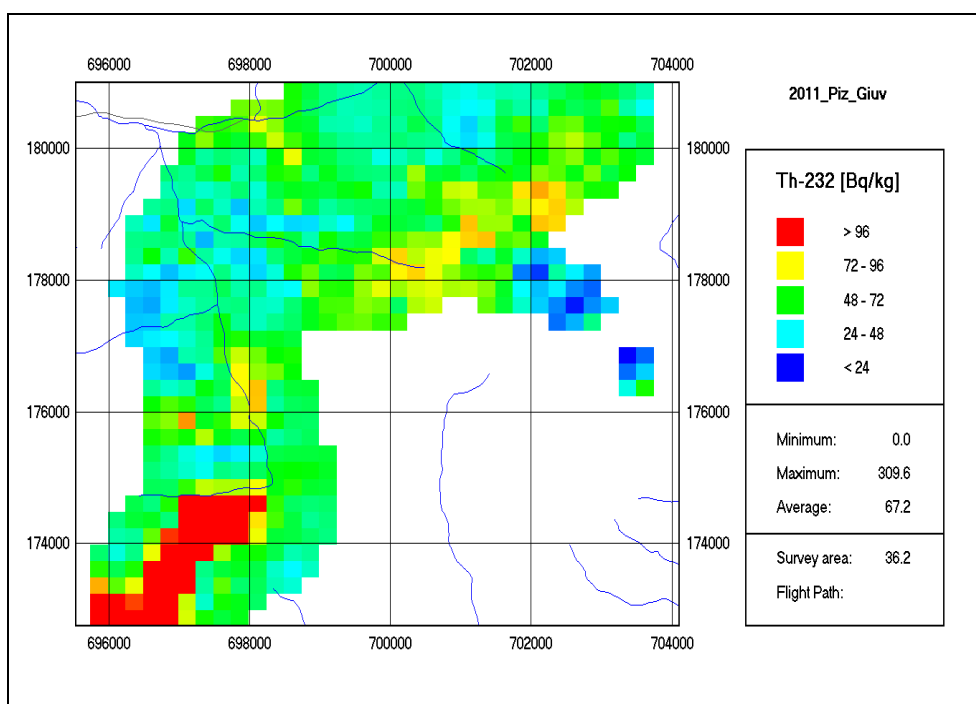 696000 698000 700000 702000 704000
2011_Piz_Giuv
180000 180000
178000 178000
176000 176000
174000 174000
696000 698000 700000 702000 704000
Th-232 [Bq/kg]
> 96
72 - 96
48 - 72
24 - 48
< 24
Minimum: 0.0
Maximum: 309.6
Average: 67.2
Survey area: 36.2
Flight Path: